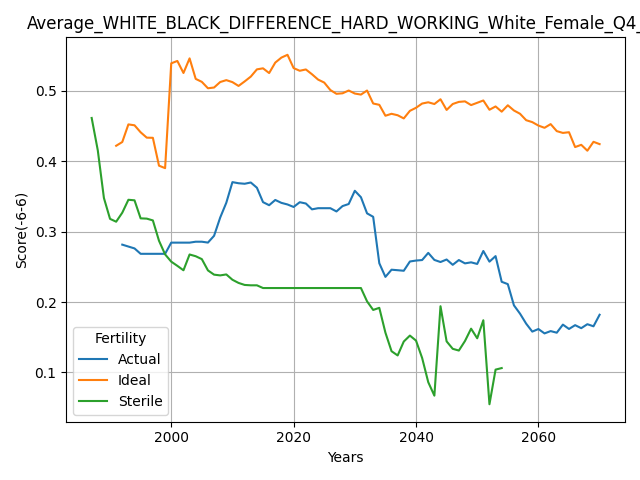 Average_WHITE_BLACK_DIFFERENCE_HARD_WORKING_White_Female_Q4_
0.5
0.4
0.3
0.2
0.1
Score(-6-6)
Fertility
Actual
Ideal
Sterile
2000 2020 2040 2060
Years